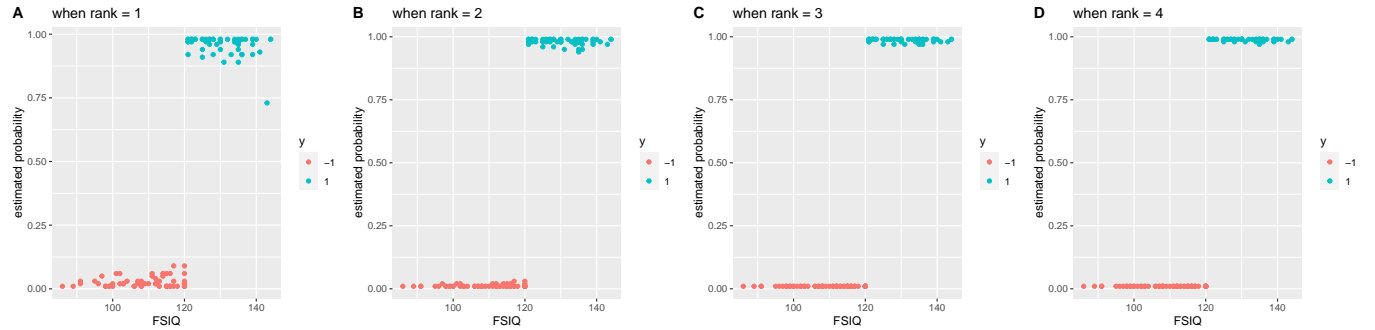 A when rank = 1
estimated probability
1.00
0.75
0.50
0.25
0.00
100 120 140
FSIQ
y
−1
1
B when rank = 2
estimated probability
1.00
0.75
0.50
0.25
0.00
100 120 140
FSIQ
y
−1
1
C when rank = 3
estimated probability
1.00
0.75
0.50
0.25
0.00
100 120 140
FSIQ
y
−1
1
D when rank = 4
estimated probability
1.00
0.75
0.50
0.25
0.00
100 120 140
FSIQ
y
−1
1